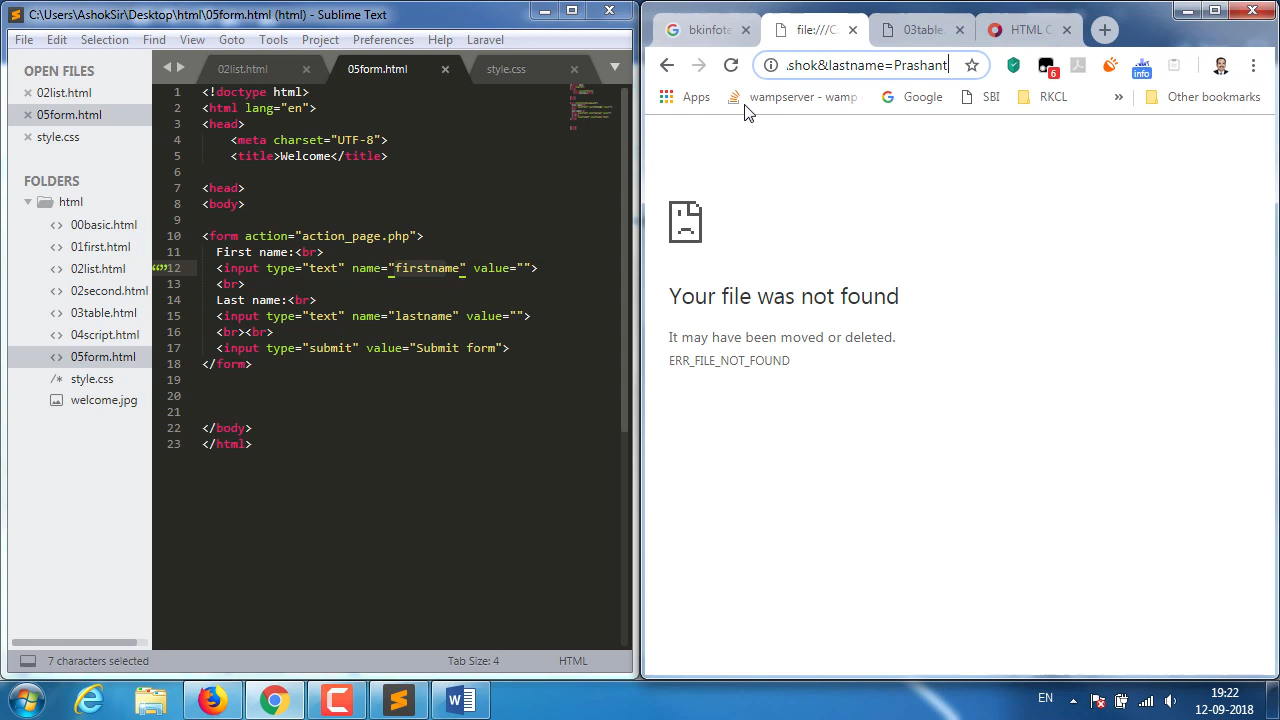 C:\Users\AshokSir\Desktop\html\05form.html (html) - Sublime Text
File Edit Selection Find View Goto Tools Project Preferences Help Laravel
OPEN FILES
02list.html
05form.html
style.css
FOLDERS
html
00basic.html
01first.html
02list.html
02second.html
03table.html
04script.html
05form.html
style.css
welcome.jpg
02list.html 05form.html style.css
1 <!doctype html>
2 <html lang="en">
3 <head>
4 <meta charset="UTF-8">
5 <title>Welcome</title>
6
7 <head>
8 <body>
9
10 <form action="action_page.php">
11 First name:<br>
12 <input type="text" name="firstname" value="">
13 <br>
14 Last name:<br>
15 <input type="text" name="lastname" value="">
16 <br><br>
17 <input type="submit" value="Submit form">
18 </form>
19
20
21
22 </body>
23 </html>
7 characters selected Tab Size: 4 HTML
bkinfote file:///C 03table. HTML C
shok&lastname=Prashant
6
info
Apps wampserver - wamp Google SBI RKCL » Other bookmarks
Your file was not found
It may have been moved or deleted.
ERR_FILE_NOT_FOUND
EN 19:22
12-09-2018